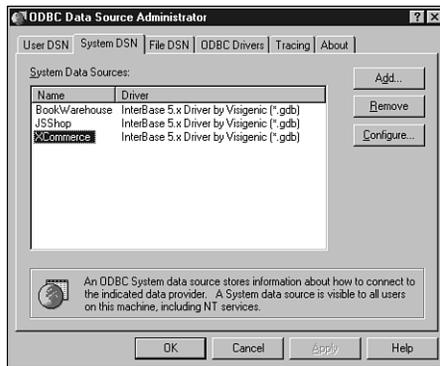 ODBC Data Source Administrator
User DSN System DSN File DSN ODBC Drivers Tracing About
System Data Sources:
Name Driver
BookWarehouse InterBase 5.x Driver by Visigenic (*.gdb)
JSShop InterBase 5.x Driver by Visigenic (*.gdb)
XCommerce InterBase 5.x Driver by Visigenic (*.gdb)
Add...
Remove
Configure...
An ODBC System data source stores information about how to connect to
the indicated data provider. A System data source is visible to all users
on this machine, including NT services.
OK Cancel Apply Help